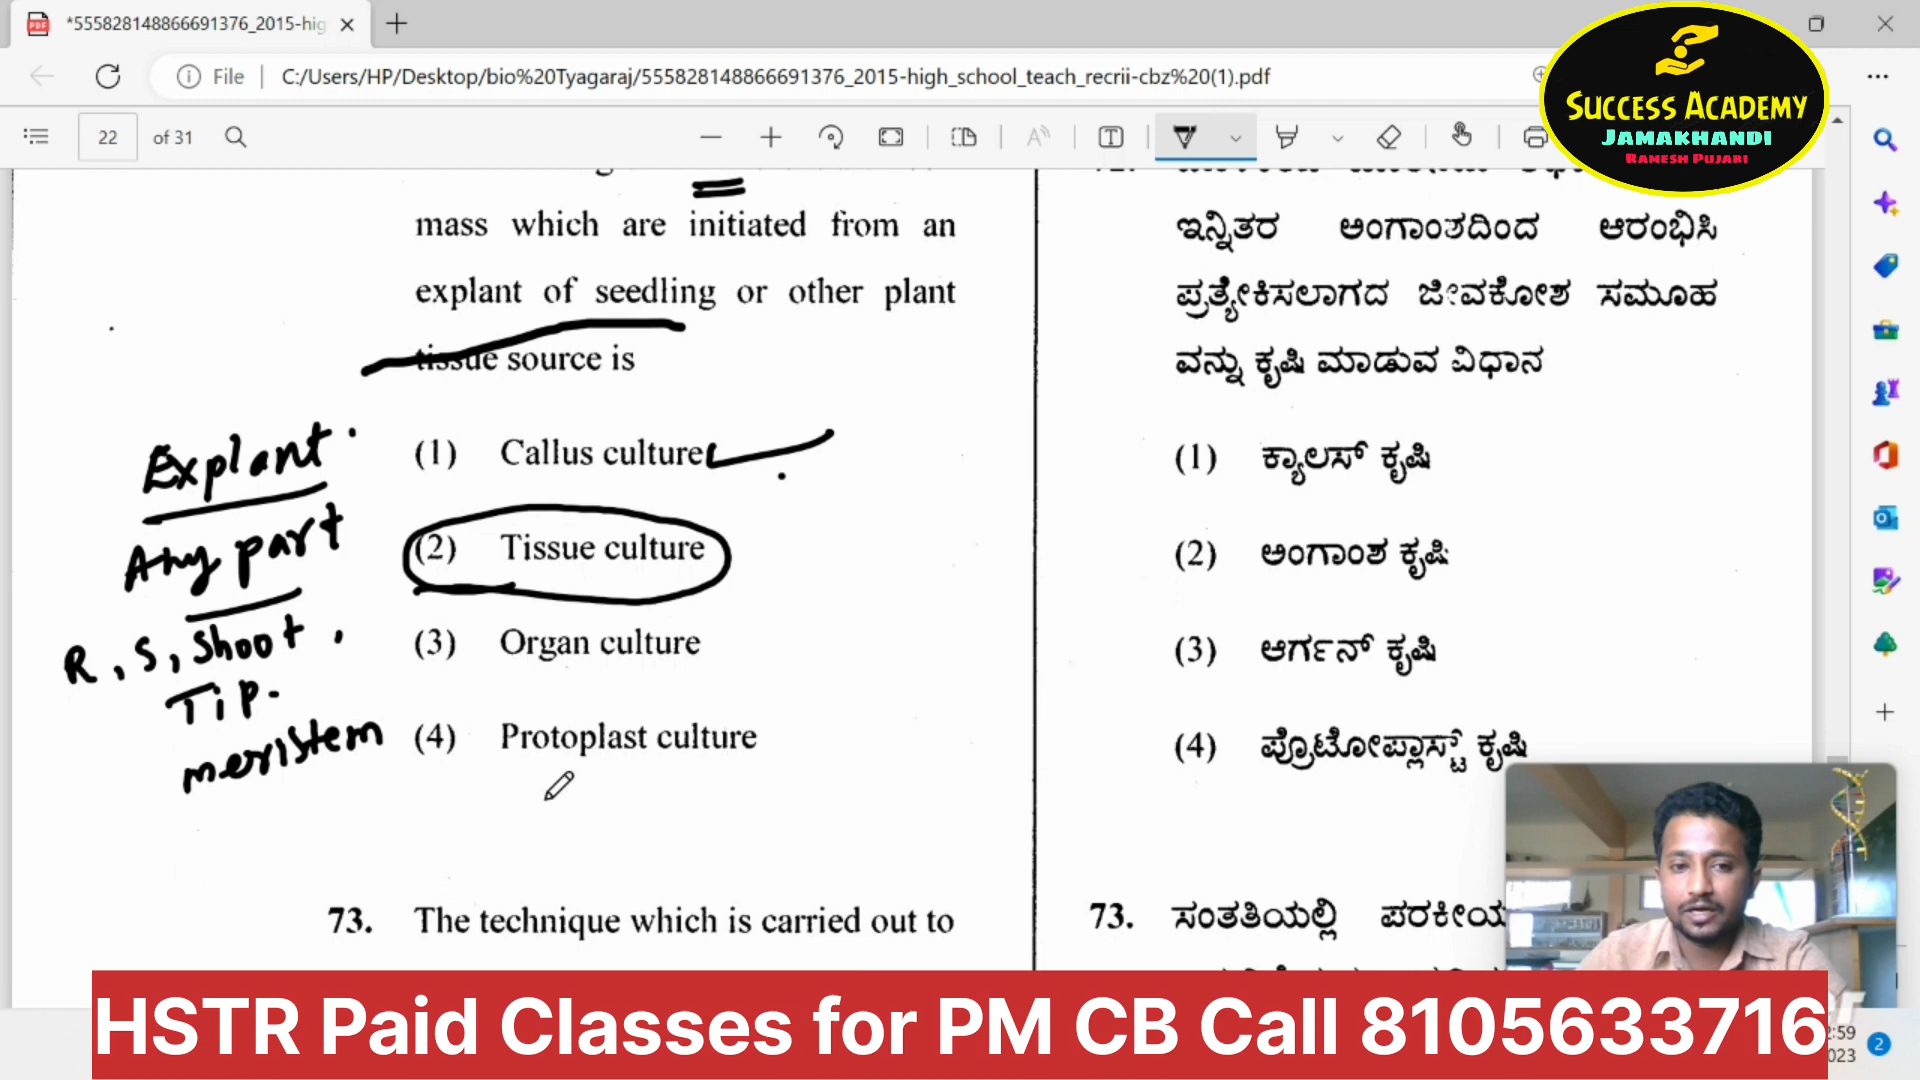 *555828148866691376_2015-hig
File
C:/Users/HP/Desktop/bio%20Tyagaraj/555828148866691376_2015-high_school_teach_recrii-cbz%20(1).pdf
SUCCESS ACADEMY
JAMAKHANDI
RAMESH PUJARI
22 of 31
mass which are initiated from an
explant of seedling or other plant
tissue source is
(1) Callus culture
(2) Tissue culture
(3) Organ culture
(4) Protoplast culture
73. The technique which is carried out to
Explant.
Any part
R, S, Shoot,
Tip.
meristem
ಇನ್ನಿತರ ಅಂಗಾಂಶದಿಂದ ಆರಂಭಿಸಿ
ಪ್ರತ್ಯೇಕಿಸಲಾಗದ ಜೀವಕೋಶ ಸಮೂಹ
ವನ್ನು ಕೃಷಿ ಮಾಡುವ ವಿಧಾನ
(1) ಕ್ಯಾಲಸ್ ಕೃಷಿ
(2) ಅಂಗಾಂಶ ಕೃಷಿ
(3) ಆರ್ಗನ್ ಕೃಷಿ
(4) ಪ್ರೊಟೋಪ್ಲಾಸ್ಟ್ ಕೃಷಿ
73. ಸಂತತಿಯಲ್ಲಿ ಪರಕೀಯ
HSTR Paid Classes for PM CB Call 8105633716
:59
023
2